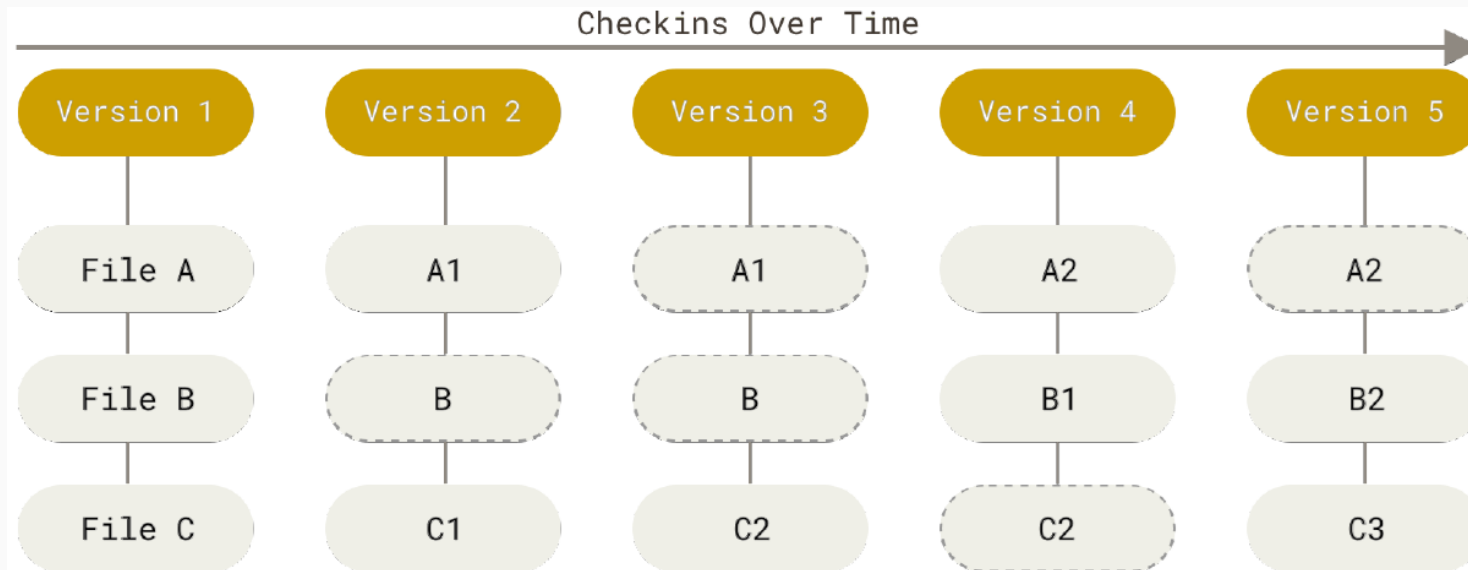 Checkins Over Time
Version 1 Version 2 Version 3 Version 4 Version 5
File A A1 A1 A2 A2
File B B B B1 B2
File C C1 C2 C2 C3